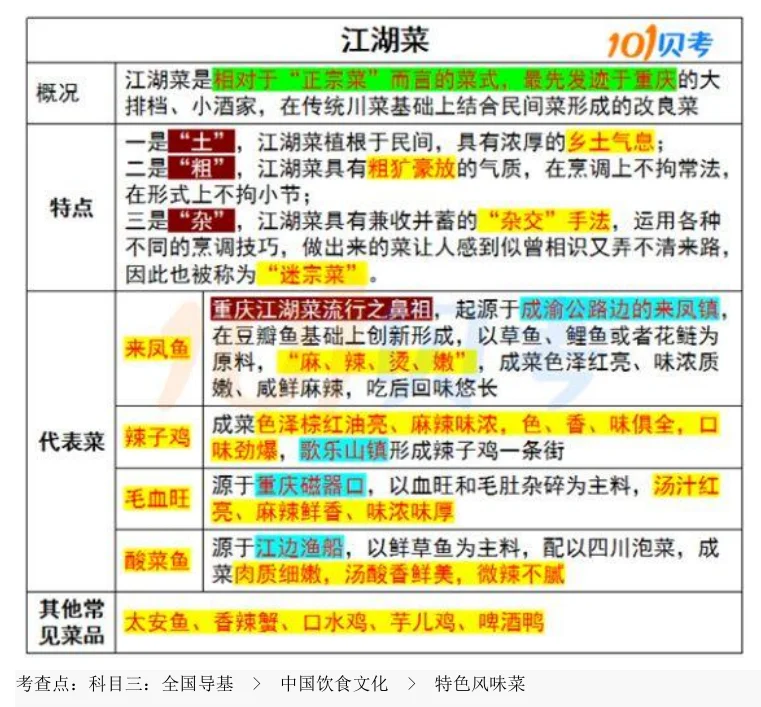 江湖菜
101贝考
概况
江湖菜是相对于“正宗菜”而言的菜式，最先发迹于重庆的大
排档、小酒家，在传统川菜基础上结合民间菜形成的改良菜
特点
一是“土”，江湖菜植根于民间，具有浓厚的乡土气息；
二是“粗”，江湖菜具有粗犷豪放的气质，在烹调上不拘常法，
在形式上不拘小节；
三是“杂”，江湖菜具有兼收并蓄的“杂交”手法，运用各种
不同的烹调技巧，做出来的菜让人感到似曾相识又弄不清来路，
因此也被称为“迷宗菜”。
代表菜
来凤鱼
重庆江湖菜流行之鼻祖，起源于成渝公路边的来凤镇，
在豆瓣鱼基础上创新形成，以草鱼、鲤鱼或者花鲢为
原料，“麻、辣、烫、嫩”，成菜色泽红亮、味浓质
嫩、咸鲜麻辣，吃后回味悠长
辣子鸡
成菜色泽棕红油亮、麻辣味浓，色、香、味俱全，口
味劲爆，歌乐山镇形成辣子鸡一条街
毛血旺
源于重庆磁器口，以血旺和毛肚杂碎为主料，汤汁红
亮、麻辣鲜香、味浓味厚
酸菜鱼
源于江边渔船，以鲜草鱼为主料，配以四川泡菜，成
菜肉质细嫩，汤酸香鲜美，微辣不腻
其他常
见菜品
太安鱼、香辣蟹、口水鸡、芋儿鸡、啤酒鸭
考查点：科目三：全国导基 > 中国饮食文化 > 特色风味菜